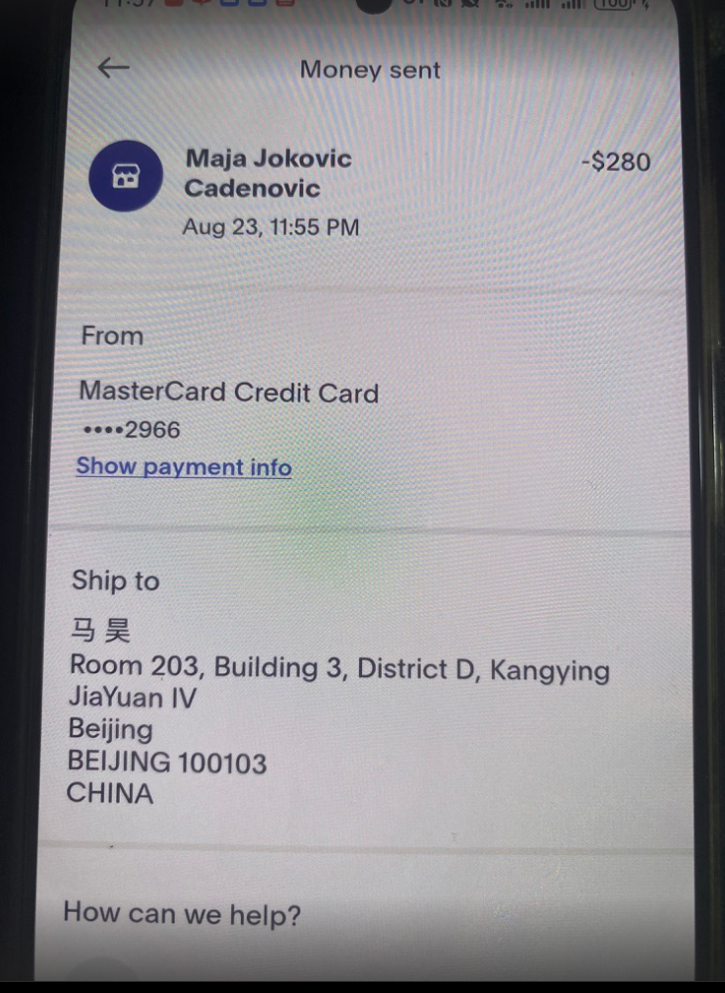 Money sent
Maja Jokovic
Cadenovic
-$280
Aug 23, 11:55 PM
From
MasterCard Credit Card
••••2966
Show payment info
Ship to
马 昊
Room 203, Building 3, District D, Kangying
JiaYuan IV
Beijing
BEIJING 100103
CHINA
How can we help?